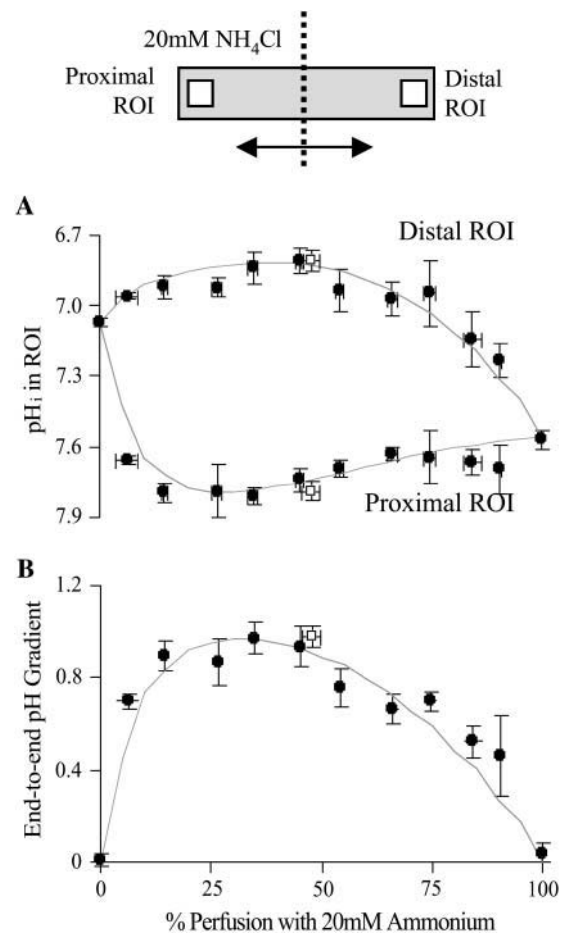 20mM NH₄Cl
Proximal ROI
Distal ROI
A
6.7
7.0
7.3
7.6
7.9
pHᵢ in ROI
Distal ROI
Proximal ROI
B
1.2
0.8
0.4
0
End-to-end pH Gradient
0 25 50 75 100
% Perfusion with 20mM Ammonium